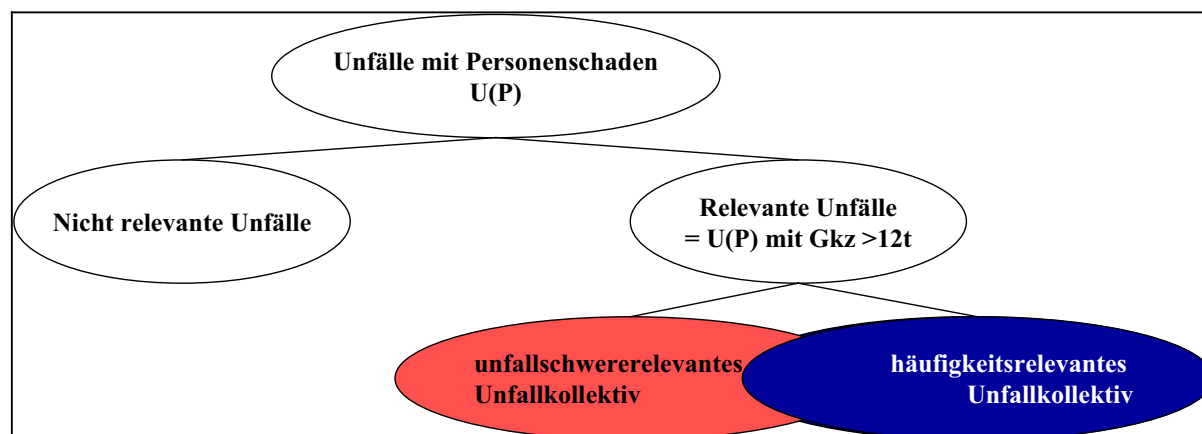 Unfälle mit Personenschaden
U(P)
Nicht relevante Unfälle
Relevante Unfälle
= U(P) mit Gkz >12t
unfallschwererelevantes
Unfallkollektiv
häufigkeitsrelevantes
Unfallkollektiv